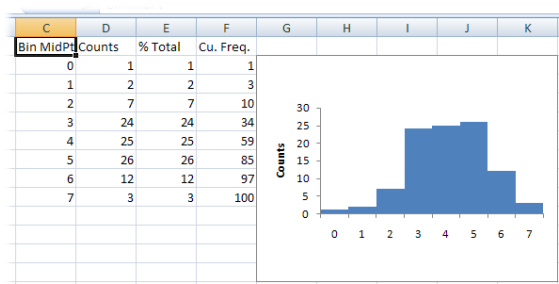 C D E F G H I J K
Bin MidPt Counts % Total Cu. Freq.
0 1 1 1
1 2 2 3
2 7 7 10
3 24 24 34
4 25 25 59
5 26 26 85
6 12 12 97
7 3 3 100
30
25
20
15
10
5
0
Counts
0 1 2 3 4 5 6 7